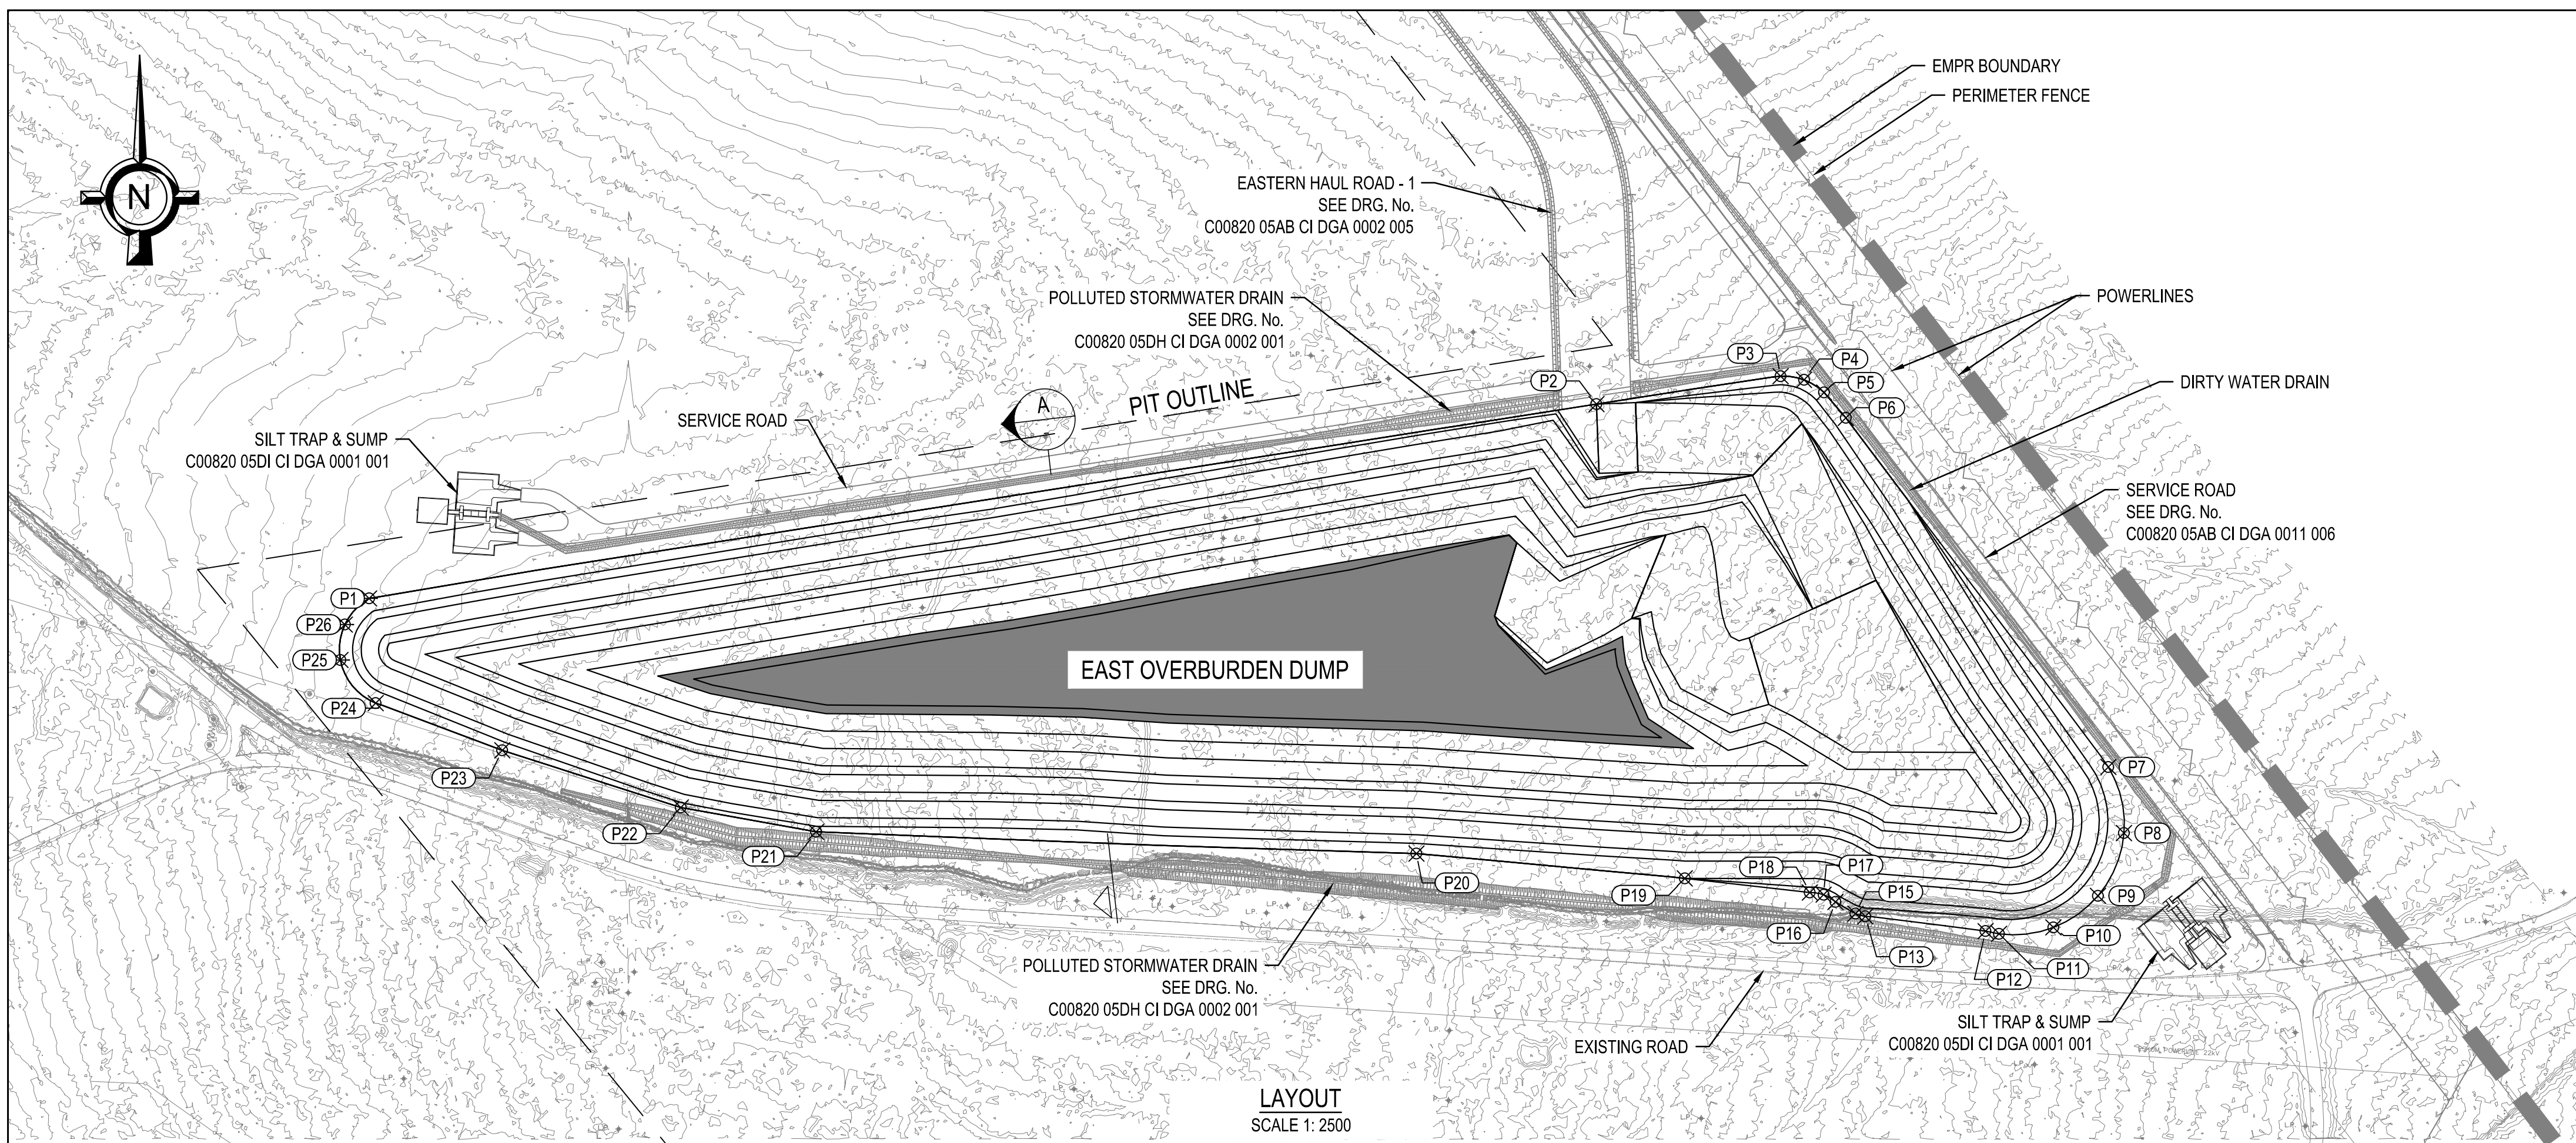 EMPR BOUNDARY
PERIMETER FENCE
N
EASTERN HAUL ROAD - 1
SEE DRG. No.
C00820 05AB CI DGA 0002 005
POLLUTED STORMWATER DRAIN
SEE DRG. No.
C00820 05DH CI DGA 0002 001
POWERLINES
P3
P4
P2
P5
P6
DIRTY WATER DRAIN
A
PIT OUTLINE
SERVICE ROAD
SILT TRAP & SUMP
C00820 05DI CI DGA 0001 001
SERVICE ROAD
SEE DRG. No.
C00820 05AB CI DGA 0011 006
P1
P26
P25
P24
EAST OVERBURDEN DUMP
P23
P7
P22
P21
P8
P20
P18
P17
P19
P15
P9
P16
P13
P10
P12
P11
POLLUTED STORMWATER DRAIN
SEE DRG. No.
C00820 05DH CI DGA 0002 001
EXISTING ROAD
SILT TRAP & SUMP
C00820 05DI CI DGA 0001 001
LAYOUT
SCALE 1: 2500